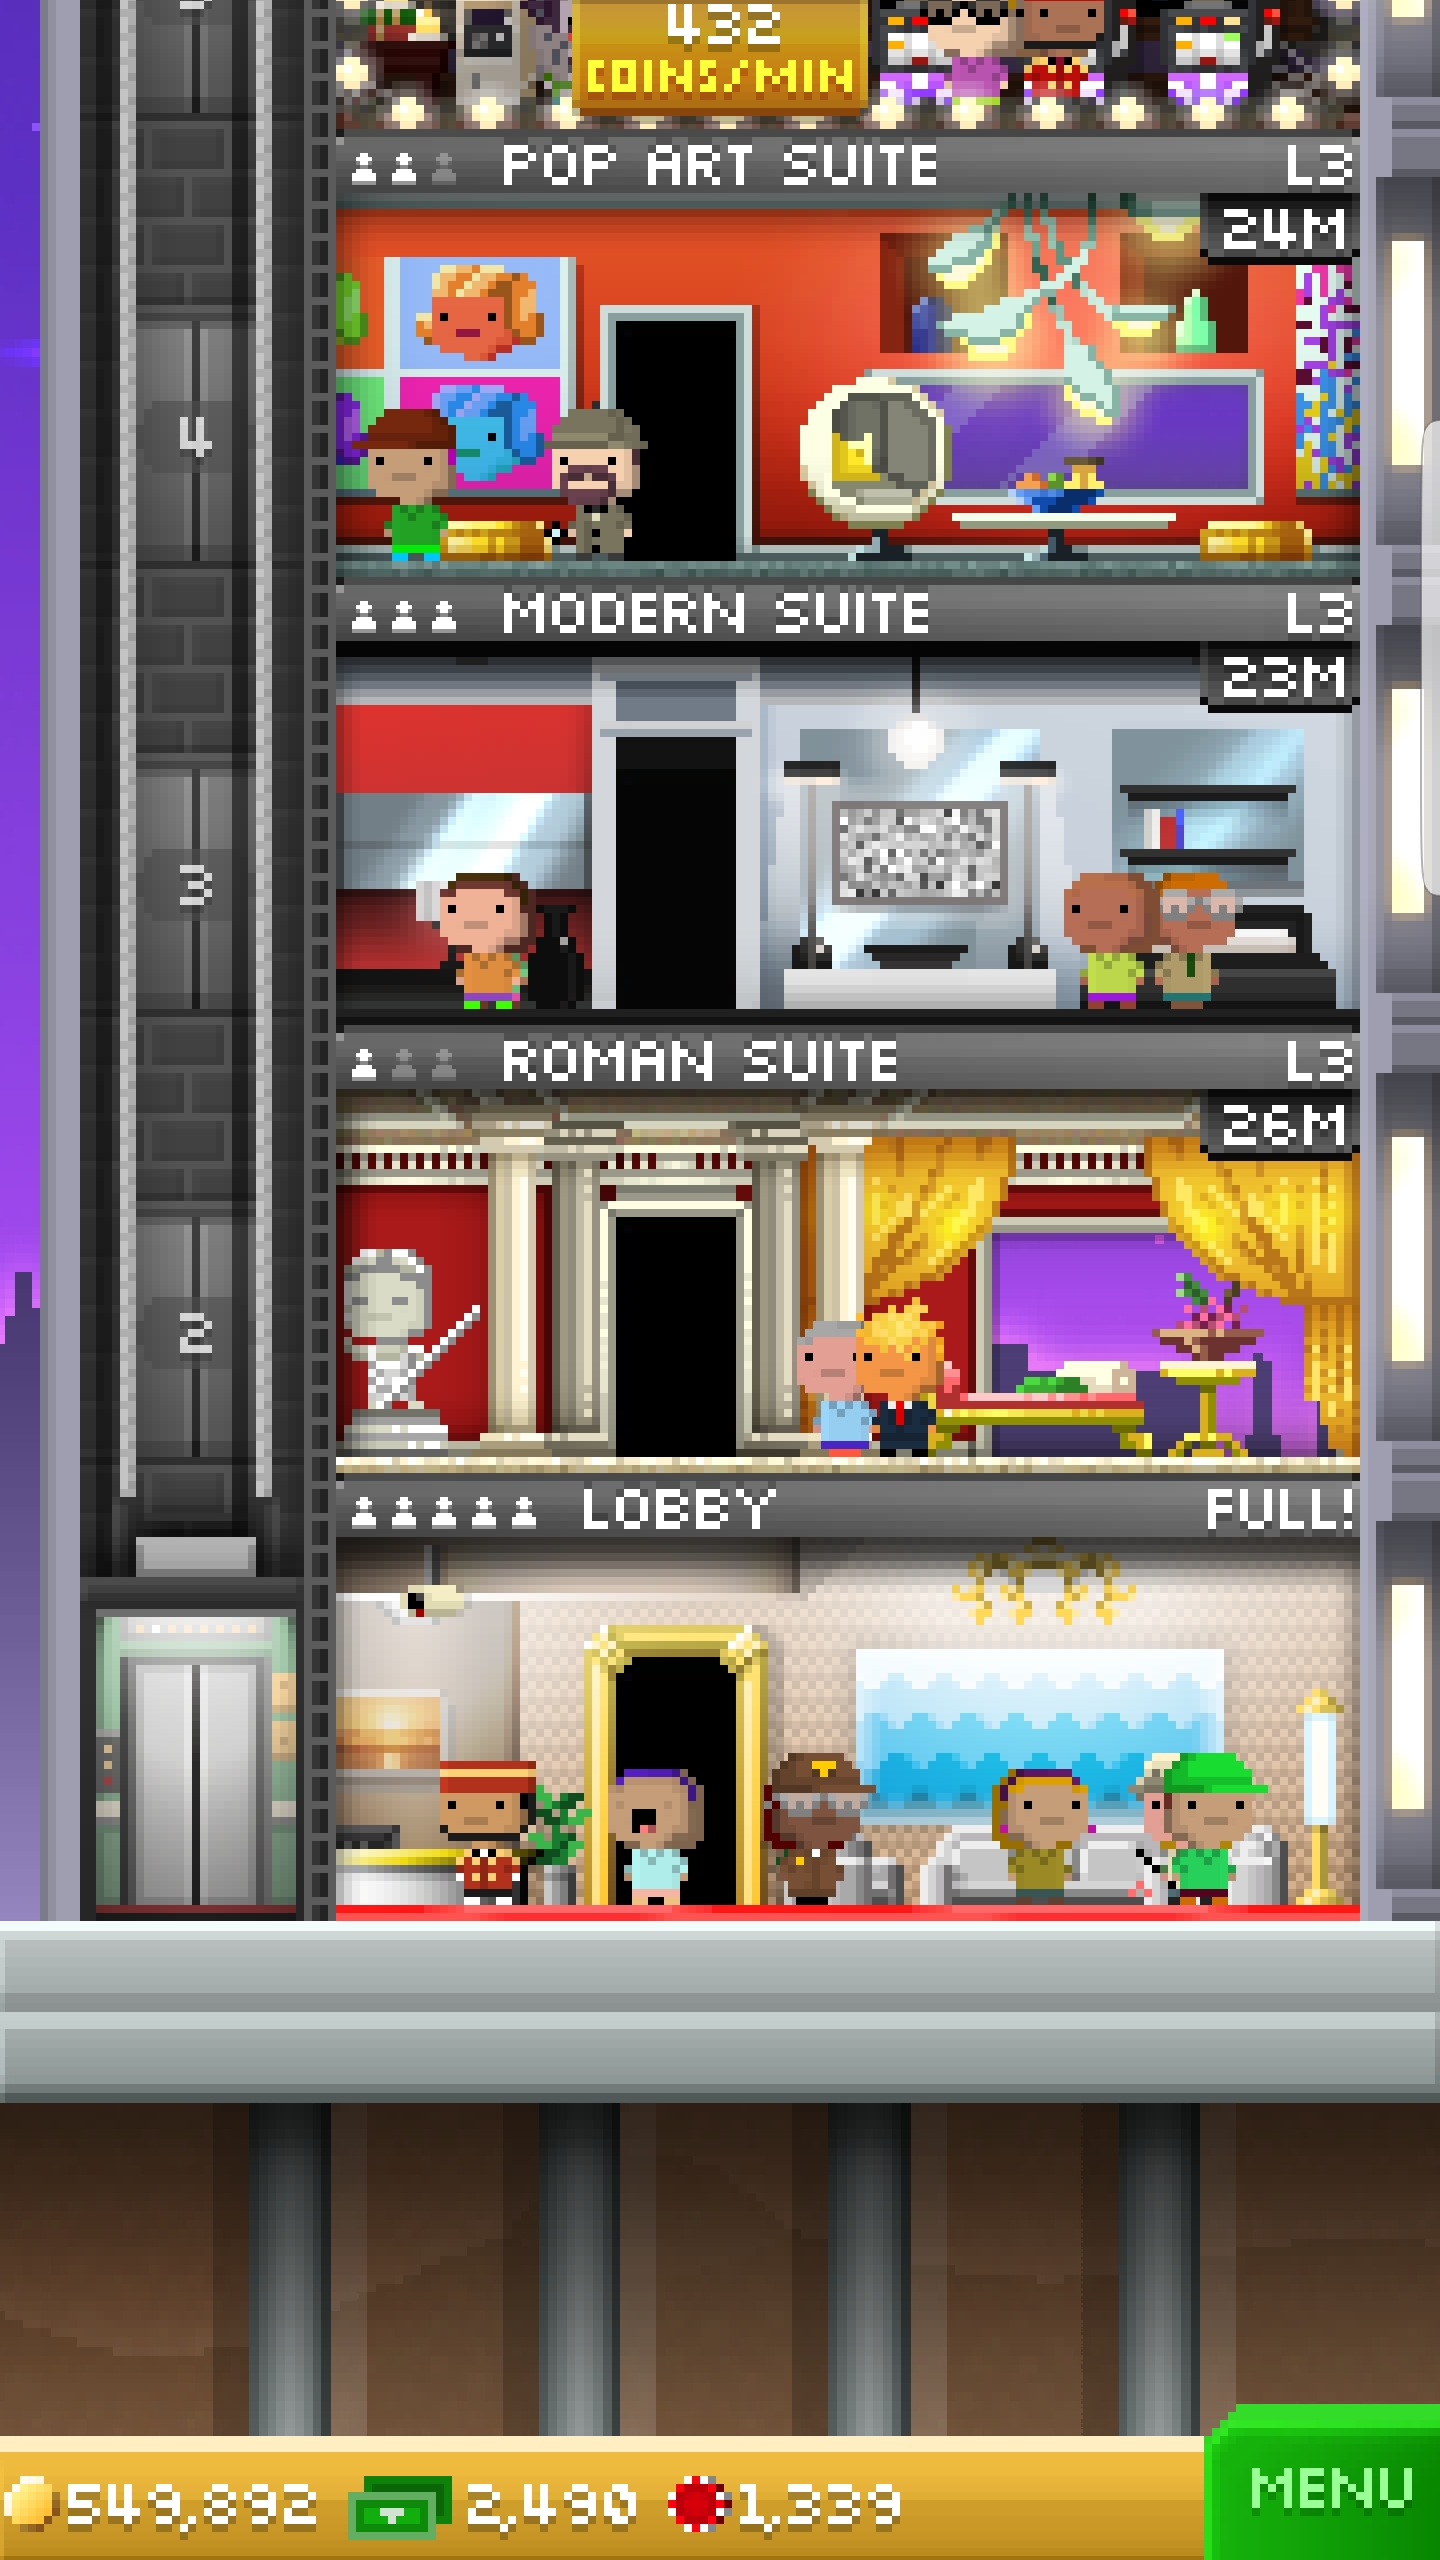 432
COINS/MIN
POP ART SUITE L3
24M
4
MODERN SUITE L3
23M
3
ROMAN SUITE L3
26M
2
LOBBY FULL!
549,892 2,490 1,339 MENU